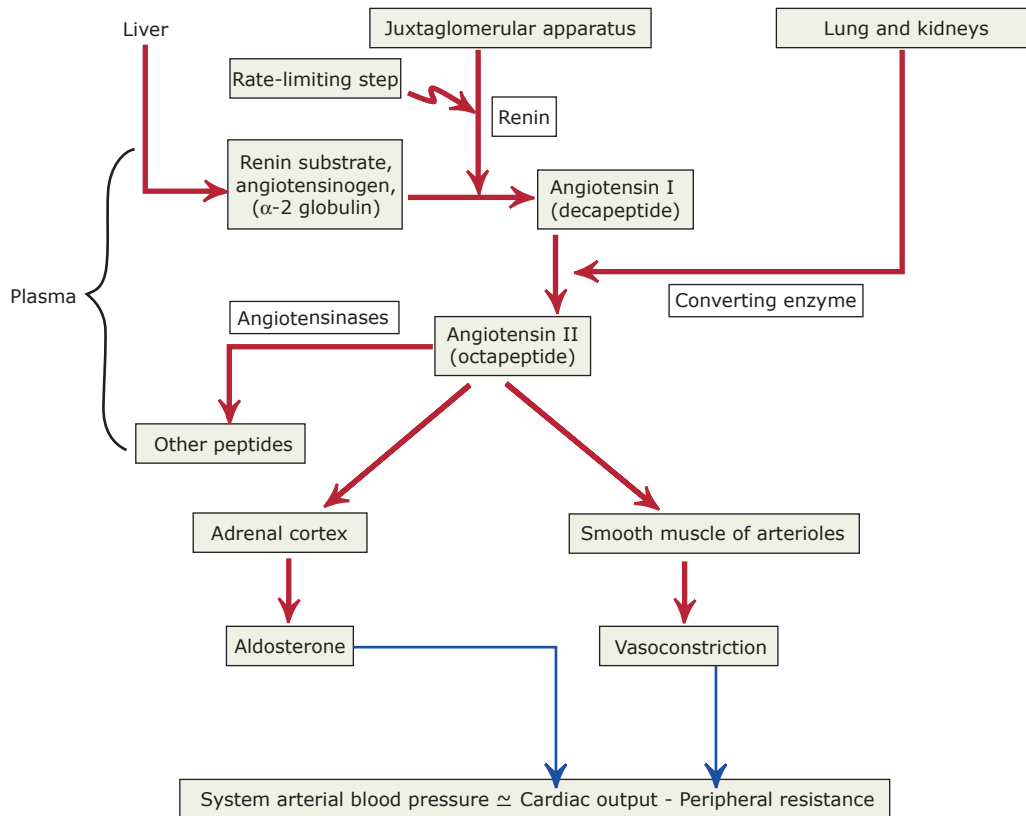 Liver
Juxtaglomerular apparatus
Lung and kidneys
Rate-limiting step
Renin
Renin substrate,
angiotensinogen,
(α-2 globulin)
Angiotensin I
(decapeptide)
Plasma
Converting enzyme
Angiotensinases
Angiotensin II
(octapeptide)
Other peptides
Adrenal cortex
Smooth muscle of arterioles
Aldosterone
Vasoconstriction
System arterial blood pressure ≃ Cardiac output - Peripheral resistance